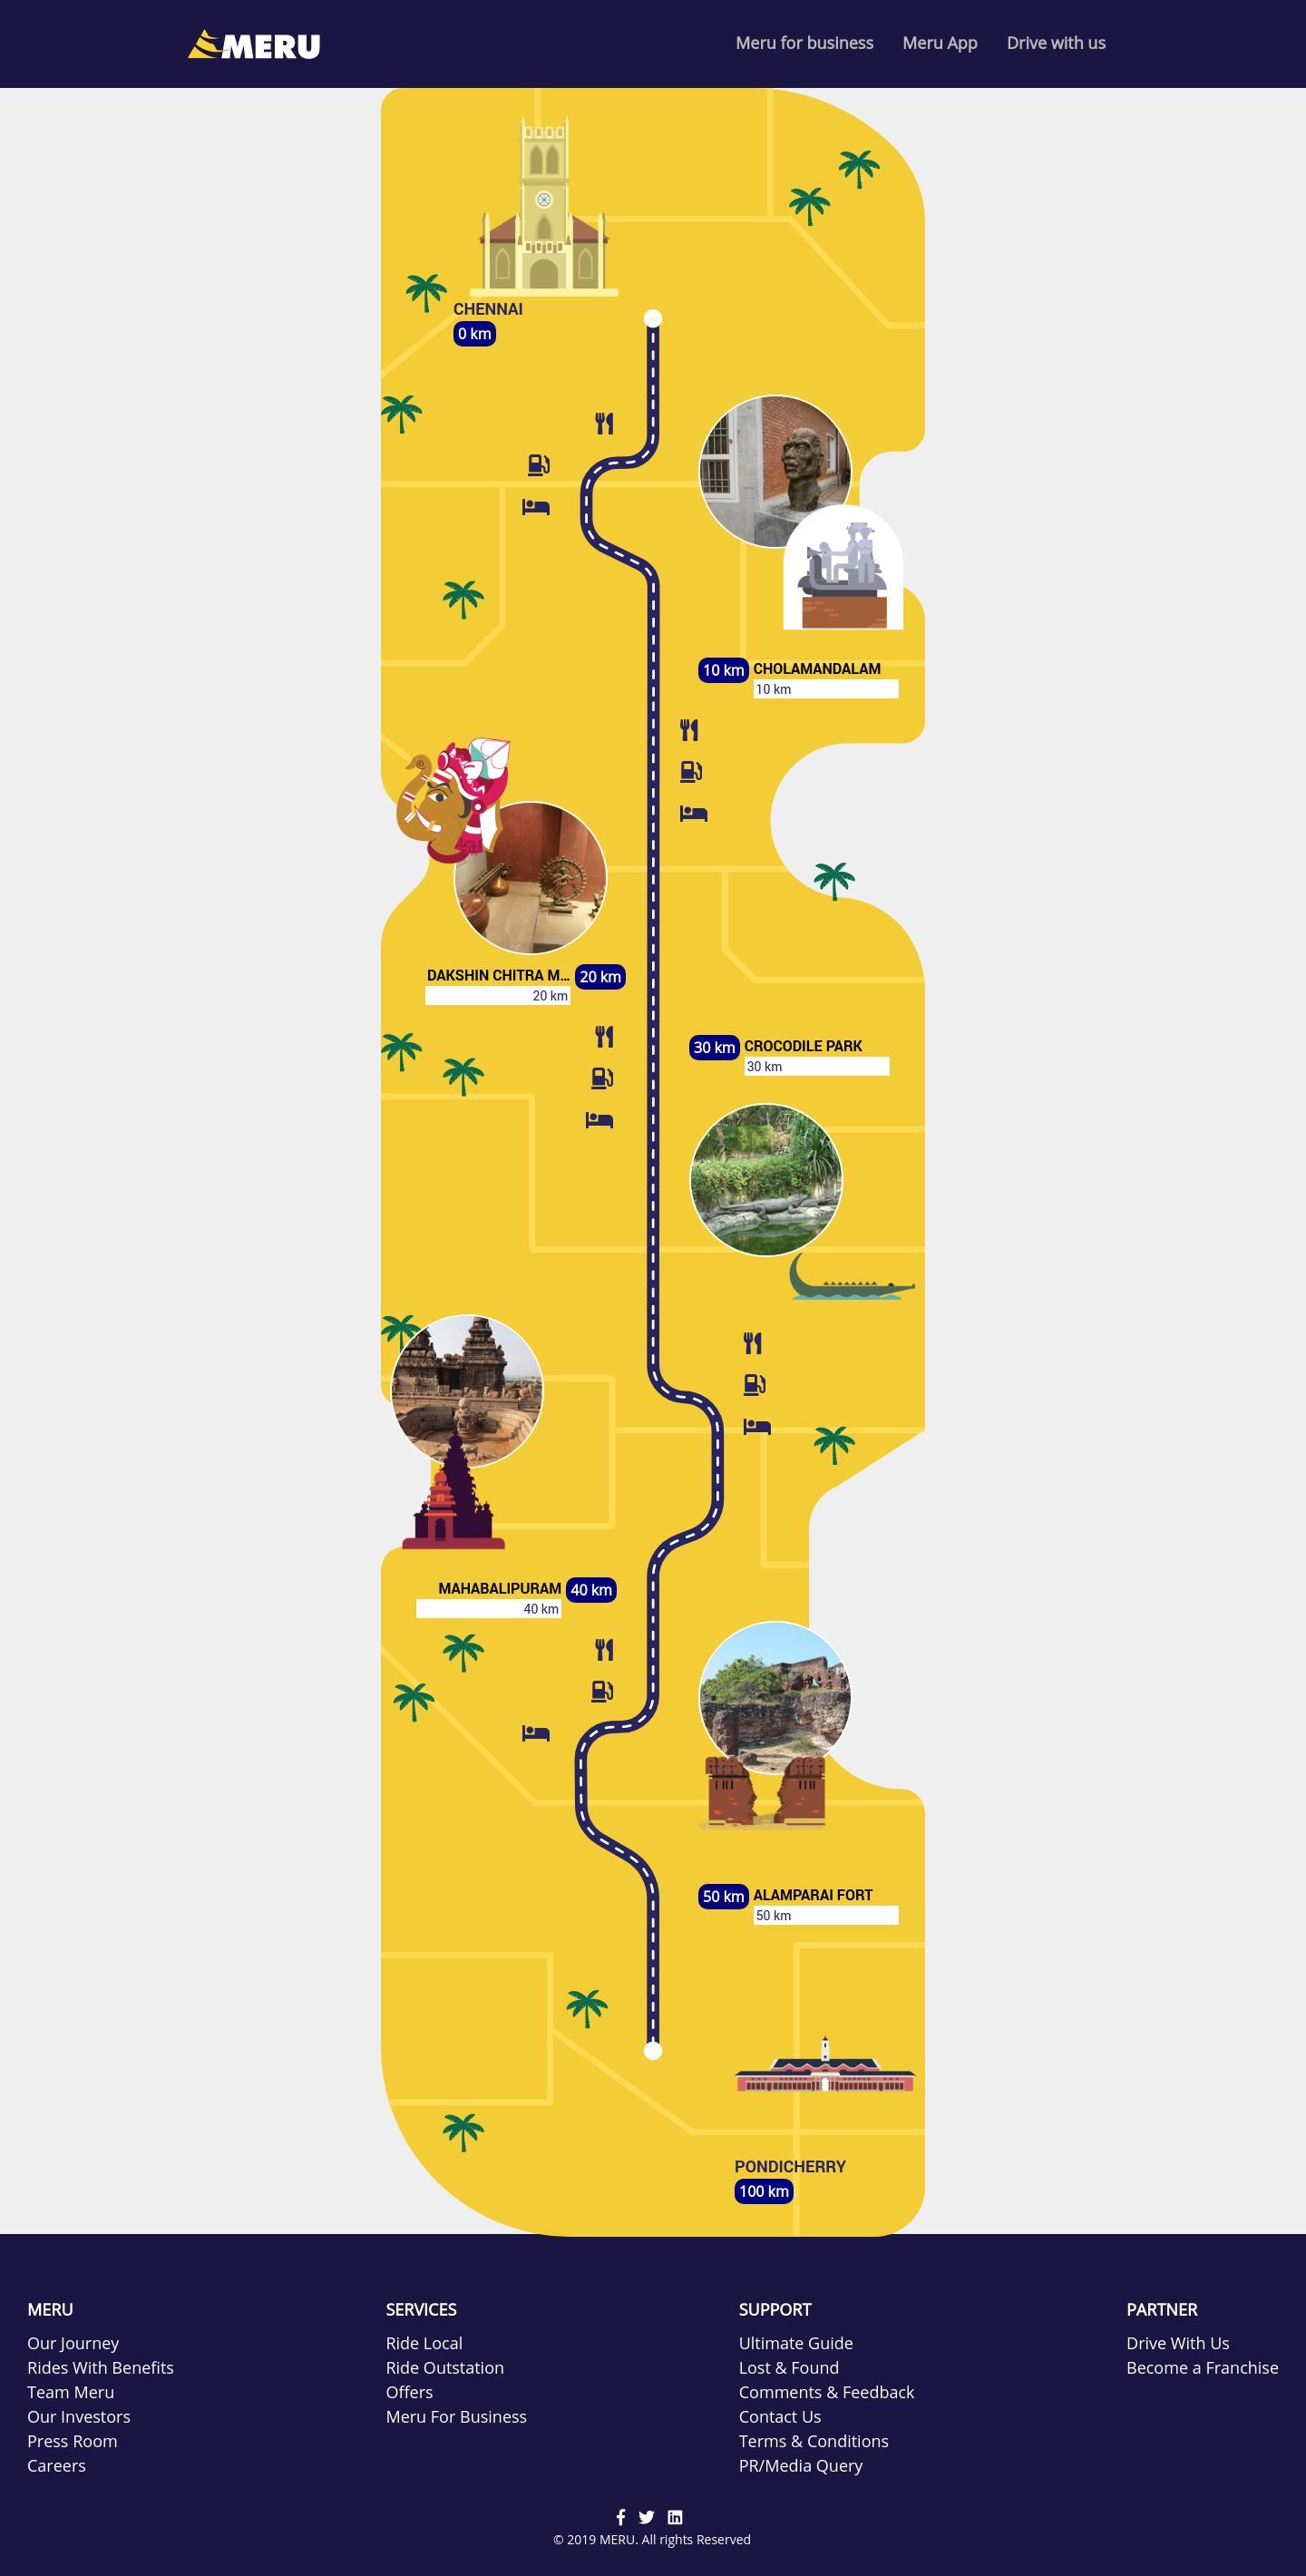 MERU
Meru for business
Meru App
Drive with us
CHENNAI
0 km
10 km CHOLAMANDALAM
10 km
DAKSHIN CHITRA M... 20 km
20 km
30 km CROCODILE PARK
30 km
MAHABALIPURAM 40 km
40 km
50 km ALAMPARAI FORT
50 km
PONDICHERRY
100 km
MERU
Our Journey
Rides With Benefits
Team Meru
Our Investors
Press Room
Careers
SERVICES
Ride Local
Ride Outstation
Offers
Meru For Business
SUPPORT
Ultimate Guide
Lost & Found
Comments & Feedback
Contact Us
Terms & Conditions
PR/Media Query
PARTNER
Drive With Us
Become a Franchise
© 2019 MERU. All rights Reserved